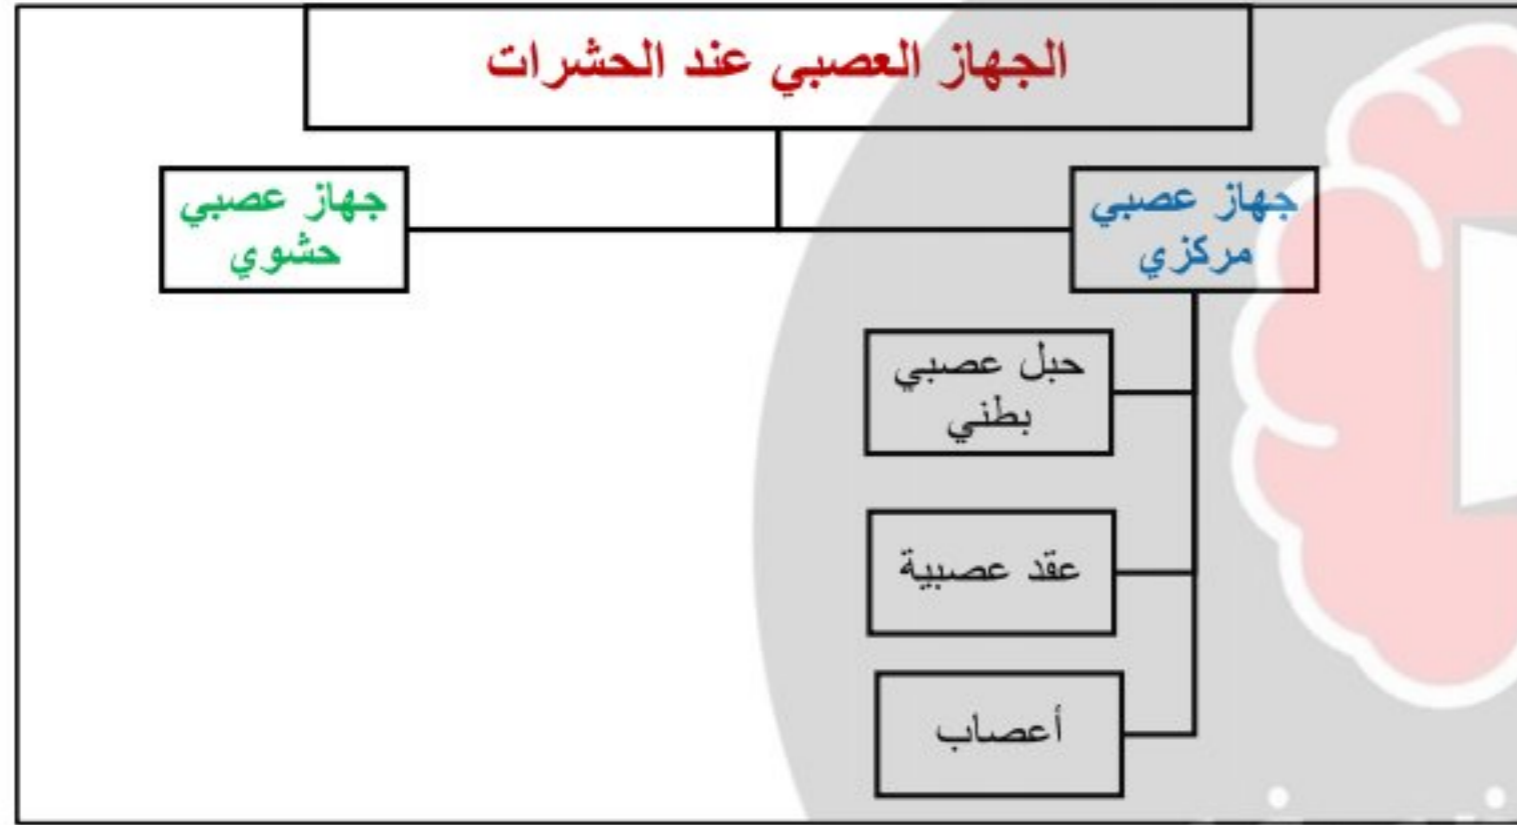 الجهاز العصبي عند الحشرات
جهاز عصبي
مركزي
جهاز عصبي
حشوي
حبل عصبي
بطني
عقد عصبية
أعصاب